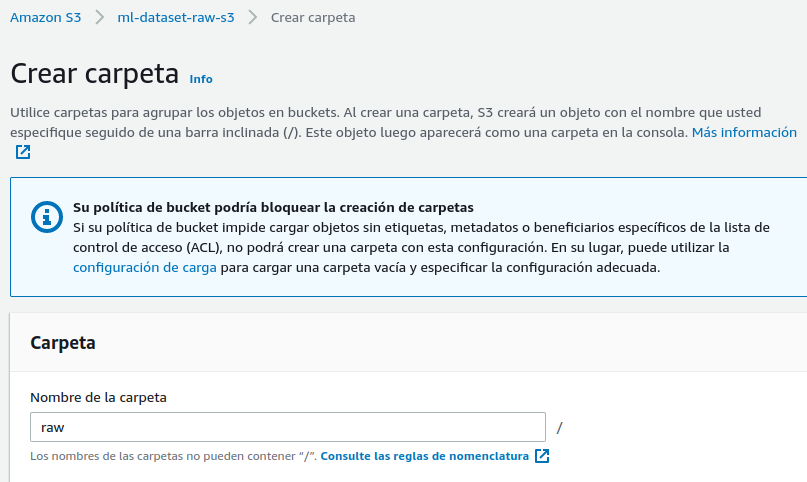 Amazon S3 > ml-dataset-raw-s3 > Crear carpeta
Crear carpeta Info
Utilice carpetas para agrupar los objetos en buckets. Al crear una carpeta, S3 creará un objeto con el nombre que usted
especifique seguido de una barra inclinada (/). Este objeto luego aparecerá como una carpeta en la consola. Más información
Su política de bucket podría bloquear la creación de carpetas
Si su política de bucket impide cargar objetos sin etiquetas, metadatos o beneficiarios específicos de la lista de
control de acceso (ACL), no podrá crear una carpeta con esta configuración. En su lugar, puede utilizar la
configuración de carga para cargar una carpeta vacía y especificar la configuración adecuada.
Carpeta
Nombre de la carpeta
raw /
Los nombres de las carpetas no pueden contener "/". Consulte las reglas de nomenclatura